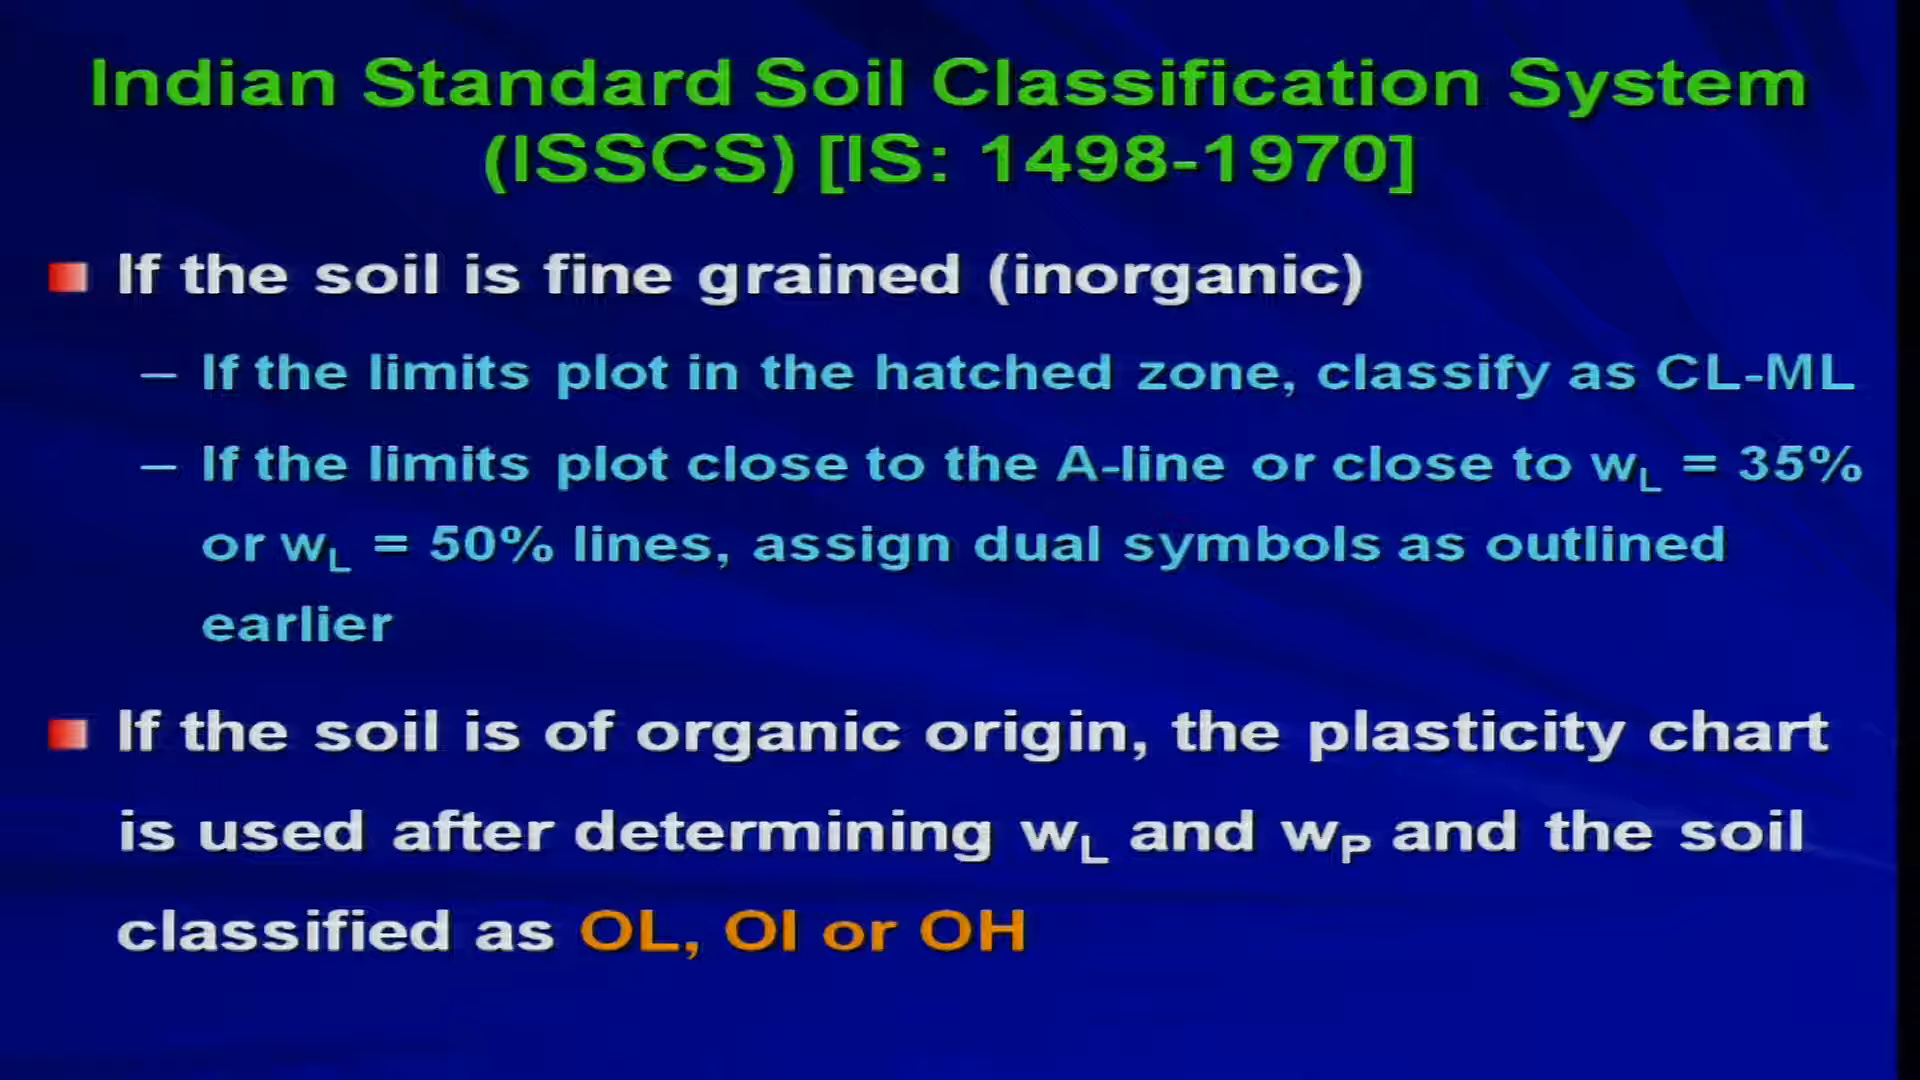 Indian Standard Soil Classification System
(ISSCS) [IS: 1498-1970]
If the soil is fine grained (inorganic)
– If the limits plot in the hatched zone, classify as CL-ML
– If the limits plot close to the A-line or close to wL = 35%
or wL = 50% lines, assign dual symbols as outlined
earlier
If the soil is of organic origin, the plasticity chart
is used after determining wL and wP and the soil
classified as OL, OI or OH